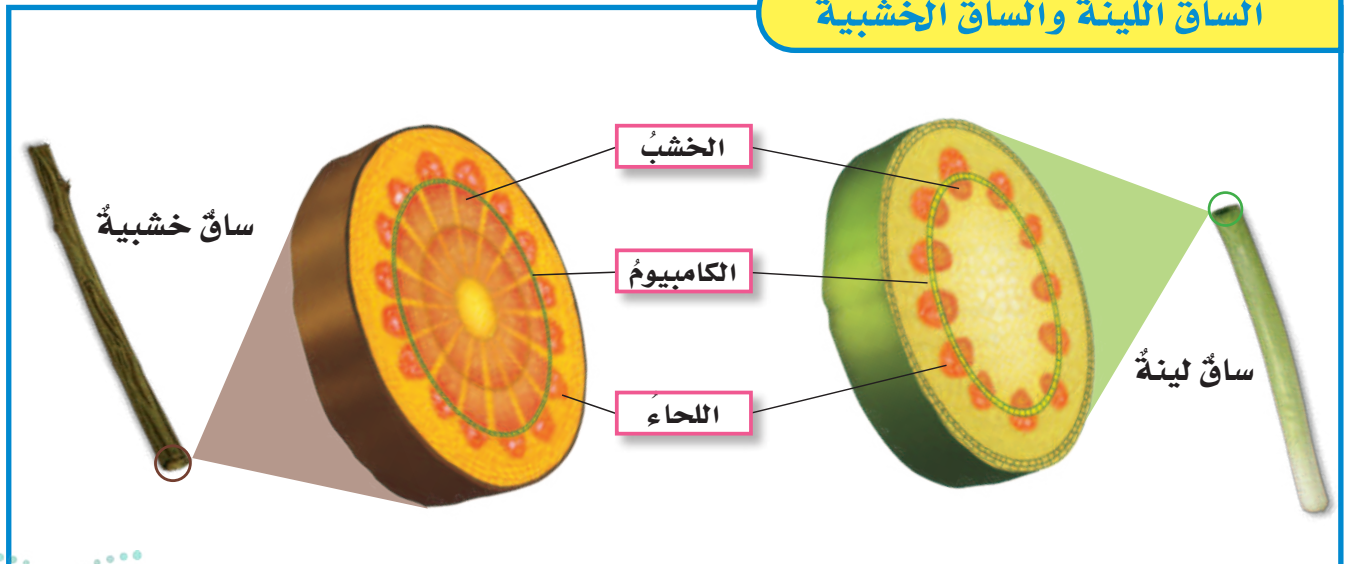 الساق اللينة والساق الخشبية
الخشبُ
ساقٌ خشبيةٌ
الكامبيومُ
ساقٌ لينةٌ
اللحاءُ